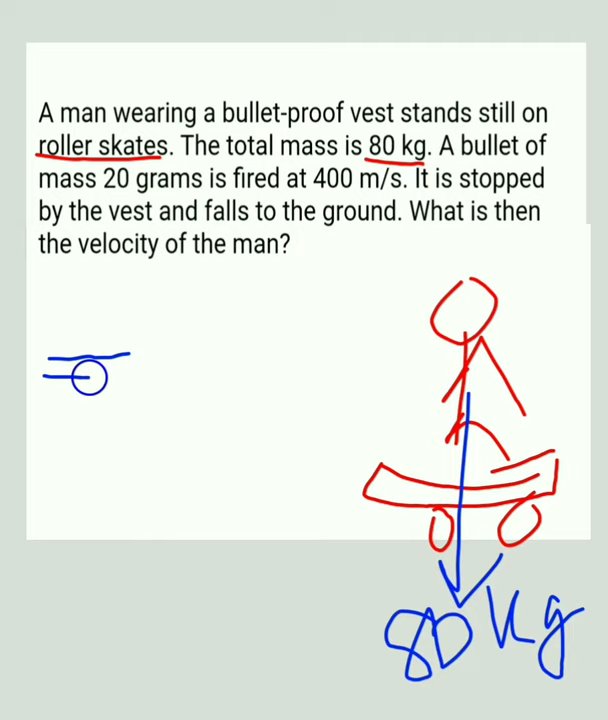 A man wearing a bullet-proof vest stands still on
roller skates. The total mass is 80 kg. A bullet of
mass 20 grams is fired at 400 m/s. It is stopped
by the vest and falls to the ground. What is then
the velocity of the man?
80 kg